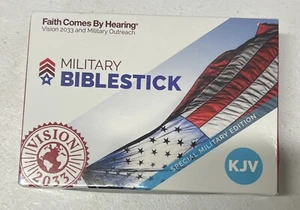 Faith Comes By Hearing®
Vision 2033 and Military Outreach
MILITARY
BIBLESTICK
SPECIAL MILITARY EDITION
VISION
2033
KJV